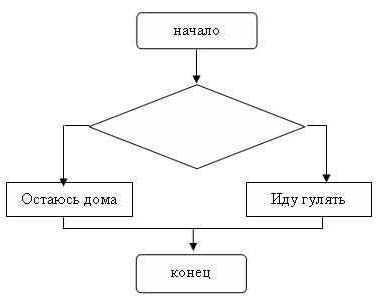 начало
Остаюсь дома
Иду гулять
конец